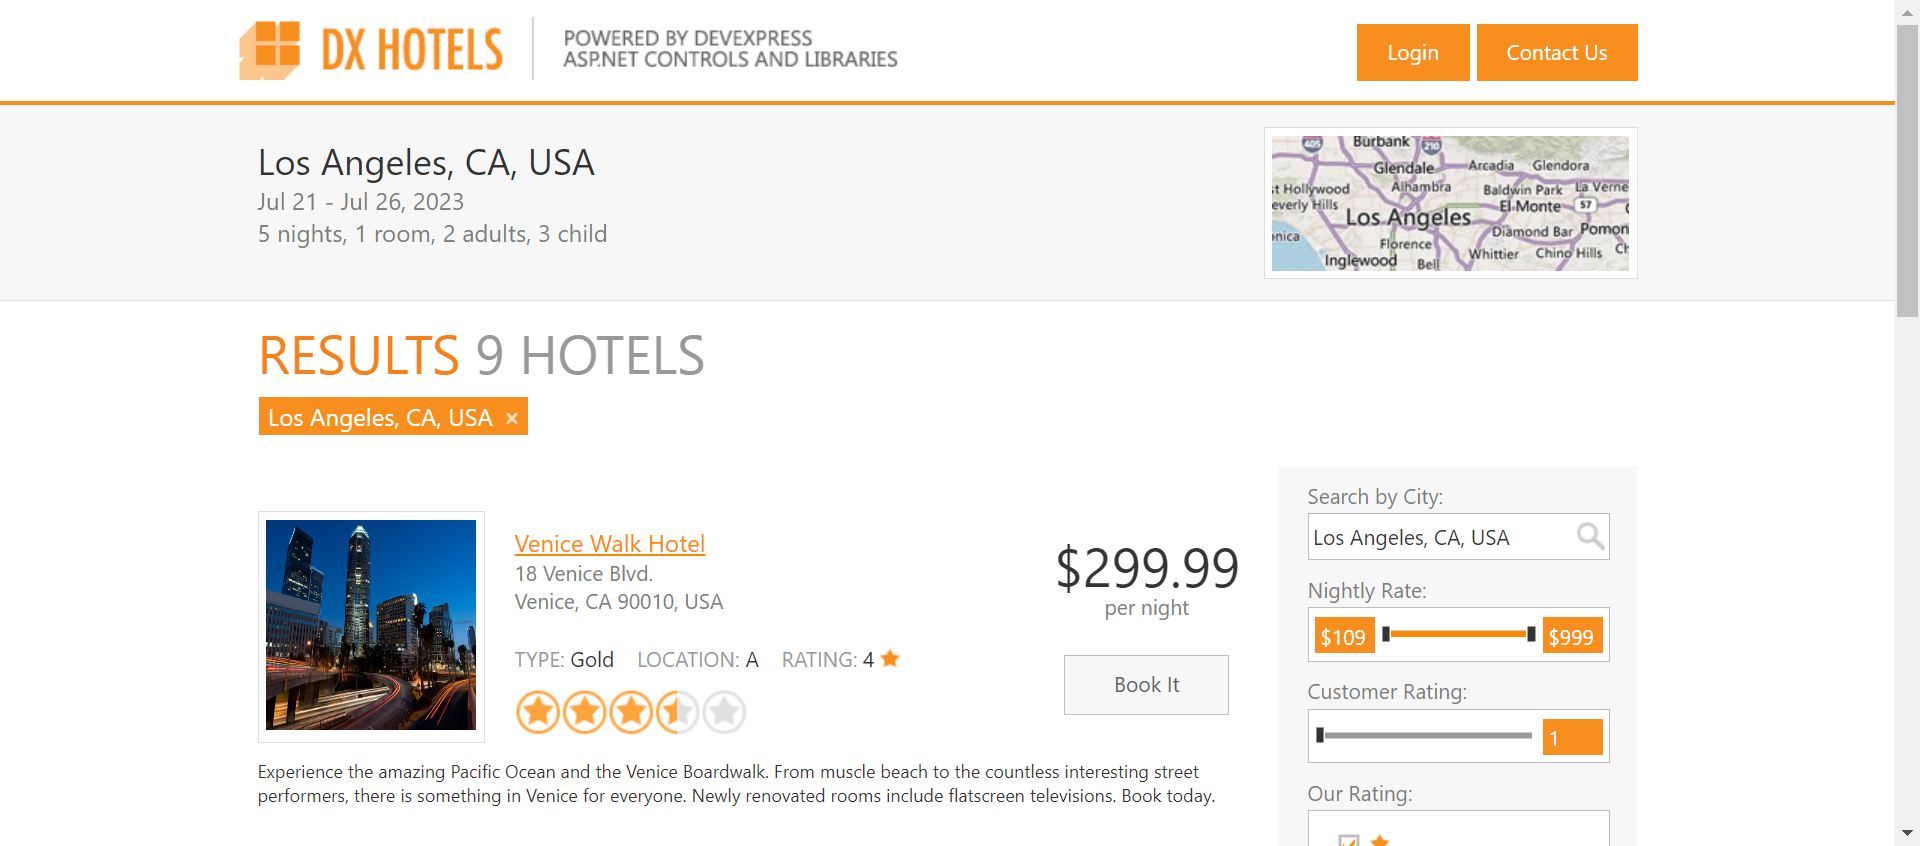 DX HOTELS
POWERED BY DEVEXPRESS
ASP.NET CONTROLS AND LIBRARIES
Login
Contact Us
Los Angeles, CA, USA
Jul 21 - Jul 26, 2023
5 nights, 1 room, 2 adults, 3 child
405
Burbank
210
Glendale
Arcadia
Glendora
st Hollywood
Alhambra
Baldwin Park
La Verne
everly Hills
El Monte
57
Los Angeles
Diamond Bar
Pomon
onica
Florence
Whittier
Chino Hills
Ch
Inglewood
Bell
RESULTS 9 HOTELS
Los Angeles, CA, USA ×
Venice Walk Hotel
18 Venice Blvd.
Venice, CA 90010, USA
TYPE: Gold LOCATION: A RATING: 4
$299.99
per night
Book It
Experience the amazing Pacific Ocean and the Venice Boardwalk. From muscle beach to the countless interesting street
performers, there is something in Venice for everyone. Newly renovated rooms include flatscreen televisions. Book today.
Search by City:
Los Angeles, CA, USA
Nightly Rate:
$109
$999
Customer Rating:
1
Our Rating: